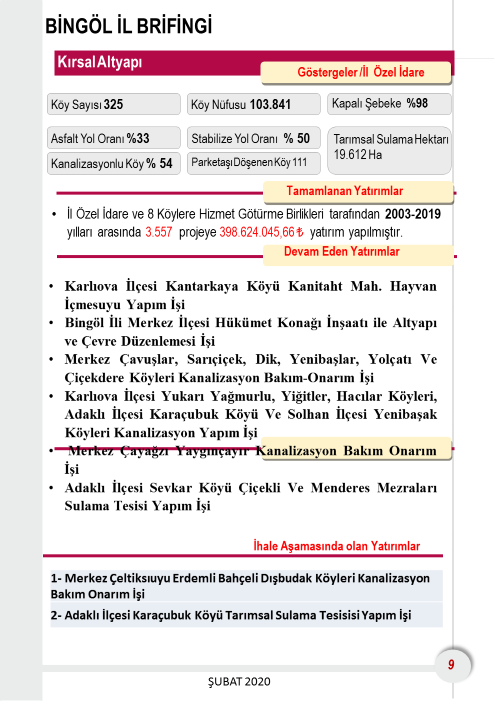 BİNGÖL İL BRİFİNGİ
Kırsal Altyapı
Göstergeler /İl Özel İdare
Köy Sayısı 325
Köy Nüfusu 103.841
Kapalı Şebeke %98
Asfalt Yol Oranı %33
Stabilize Yol Oranı % 50
Tarımsal Sulama Hektarı
19.612 Ha
Kanalizasyonlu Köy % 54
Parketaşı Döşenen Köy 111
Tamamlanan Yatırımlar
• İl Özel İdare ve 8 Köylere Hizmet Götürme Birlikleri tarafından 2003-2019
yılları arasında 3.557 projeye 398.624.045,66 ₺ yatırım yapılmıştır.
Devam Eden Yatırımlar
• Karlıova İlçesi Kantarkaya Köyü Kanitaht Mah. Hayvan
İçmesuyu Yapım İşi
• Bingöl İli Merkez İlçesi Hükümet Konağı İnşaatı ile Altyapı
ve Çevre Düzenlemesi İşi
• Merkez Çavuşlar, Sarıçiçek, Dik, Yenibaşlar, Yolçatı Ve
Çiçekdere Köyleri Kanalizasyon Bakım-Onarım İşi
• Karlıova İlçesi Yukarı Yağmurlu, Yiğitler, Hacılar Köyleri,
Adaklı İlçesi Karaçubuk Köyü Ve Solhan İlçesi Yenibaşak
Köyleri Kanalizasyon Yapım İşi
• Merkez Çayağzı Yaygınçayır Kanalizasyon Bakım Onarım
İşi
• Adaklı İlçesi Sevkar Köyü Çiçekli Ve Menderes Mezraları
Sulama Tesisi Yapım İşi
İhale Aşamasında olan Yatırımlar
1- Merkez Çeltiksıuyu Erdemli Bahçeli Dışbudak Köyleri Kanalizasyon
Bakım Onarım İşi
2- Adaklı İlçesi Karaçubuk Köyü Tarımsal Sulama Tesisisi Yapım İşi
9
ŞUBAT 2020